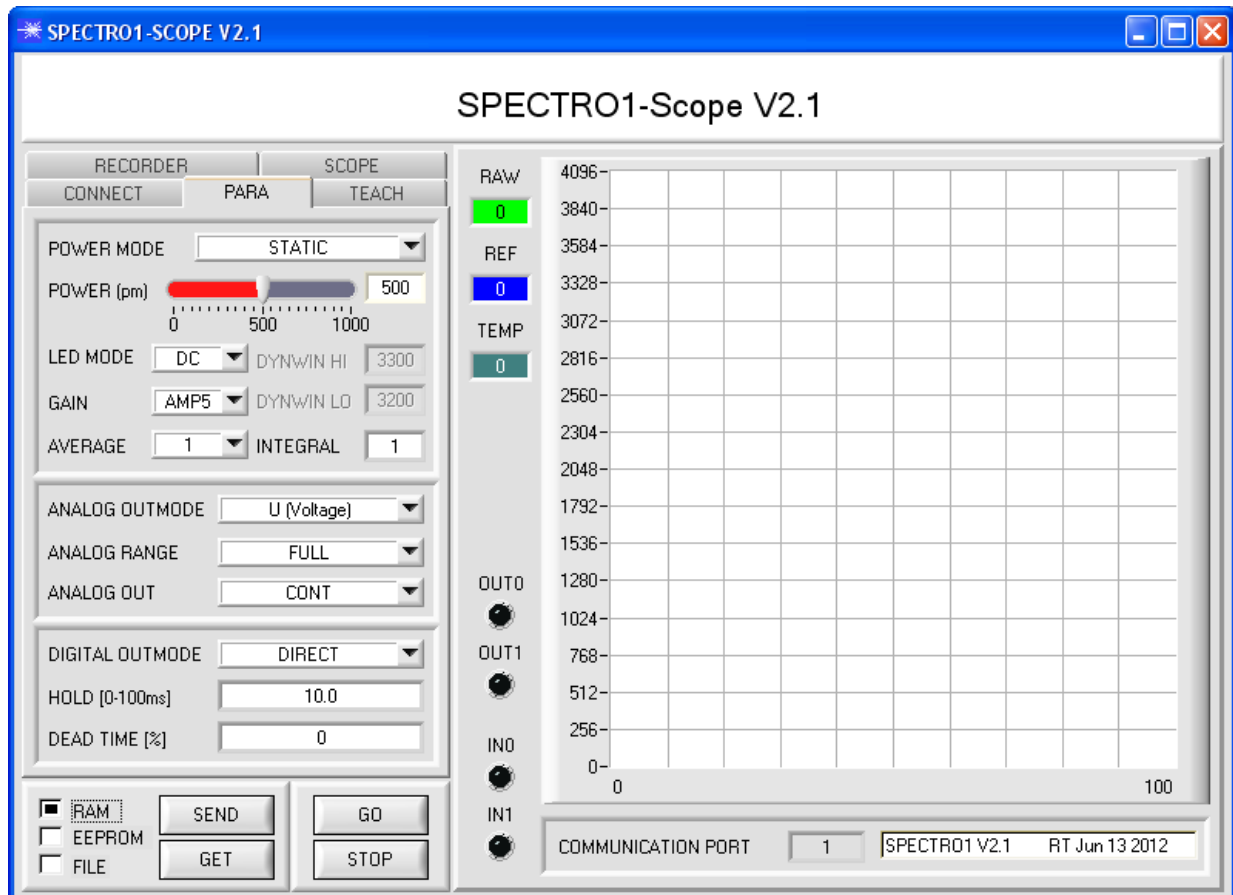 SPECTRO1-SCOPE V2.1
SPECTRO1-Scope V2.1
RECORDER SCOPE
CONNECT PARA TEACH
POWER MODE STATIC
POWER (pm) 500
0 500 1000
LED MODE DC DYNWIN HI 3300
GAIN AMP5 DYNWIN LO 3200
AVERAGE 1 INTEGRAL 1
ANALOG OUTMODE U (Voltage)
ANALOG RANGE FULL
ANALOG OUT CONT
DIGITAL OUTMODE DIRECT
HOLD [0-100ms] 10.0
DEAD TIME [%] 0
RAM
EEPROM
FILE
SEND
GET
GO
STOP
RAW
0
REF
0
TEMP
0
OUT0
OUT1
IN0
IN1
4096
3840
3584
3328
3072
2816
2560
2304
2048
1792
1536
1280
1024
768
512
256
0
0 100
COMMUNICATION PORT 1 SPECTRO1 V2.1 RT Jun 13 2012